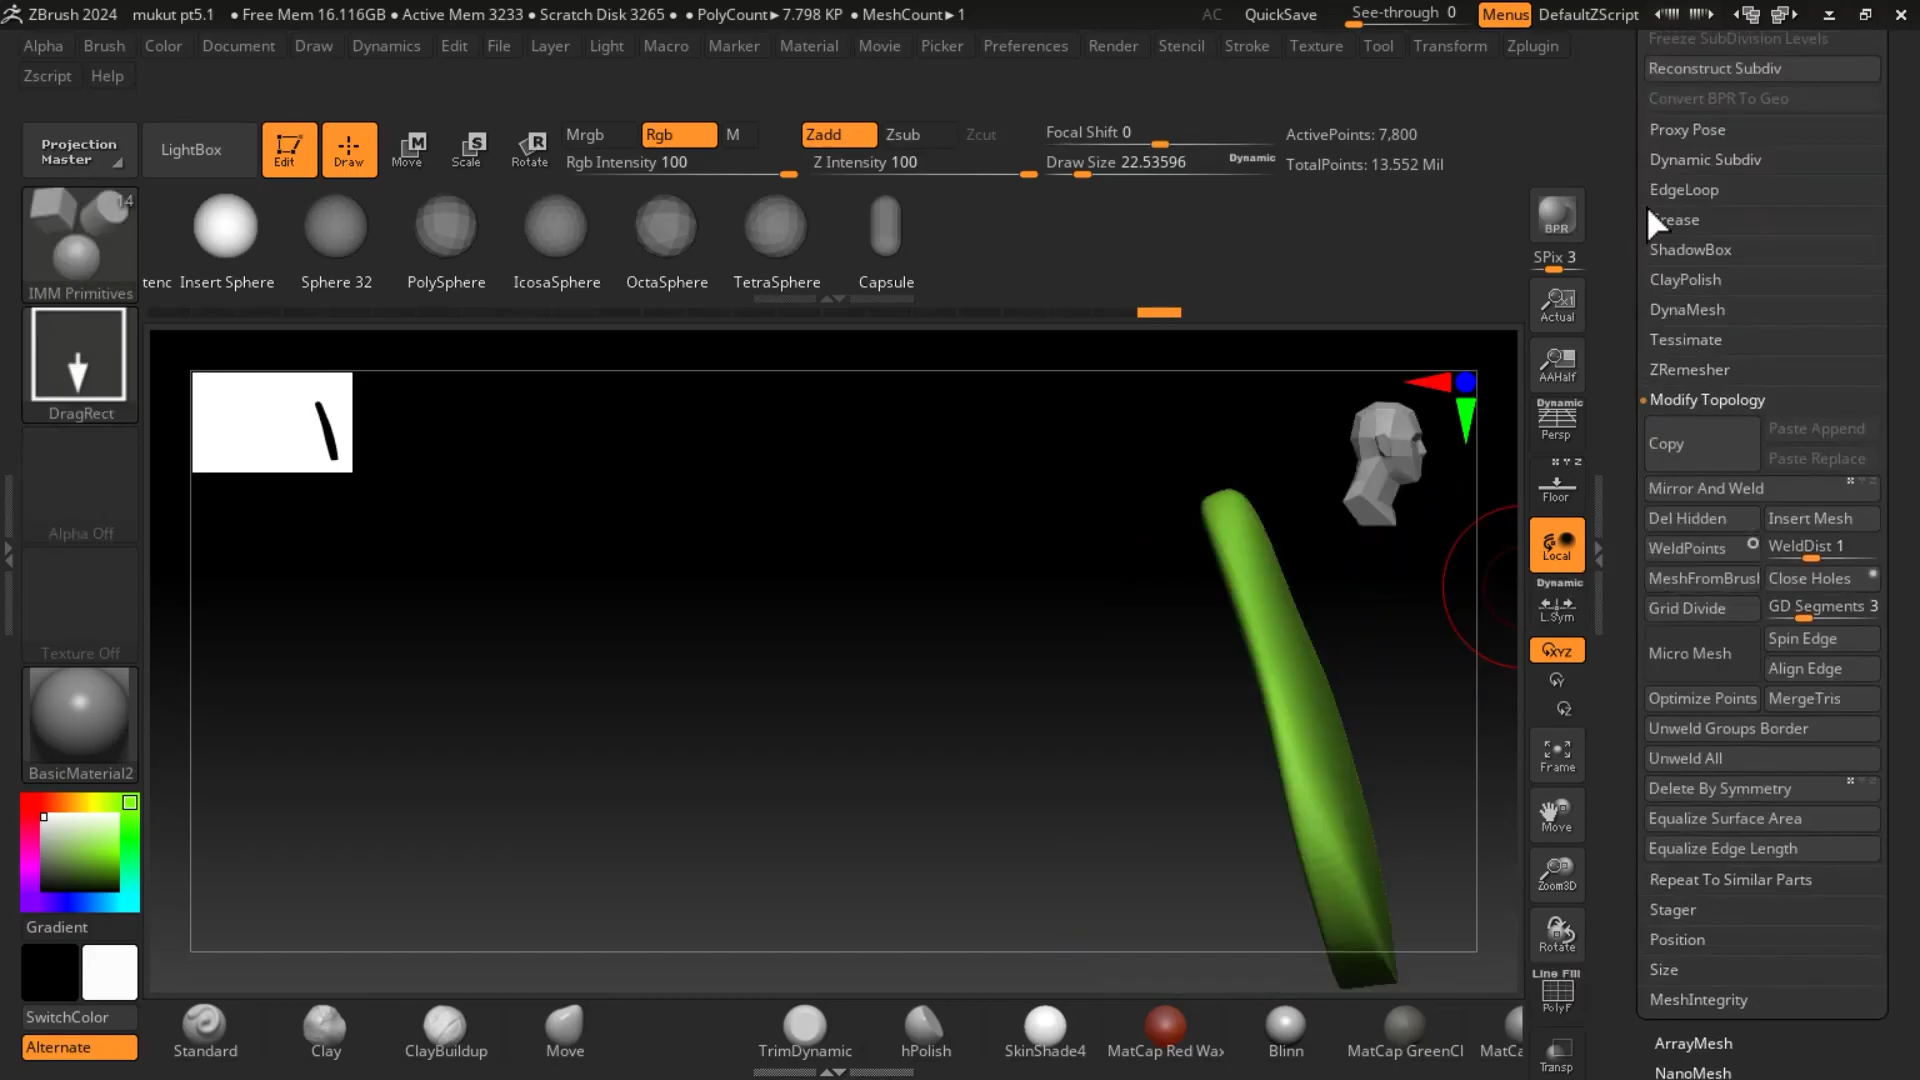 ZBrush 2024 mukut pt5.1 ● Free Mem 16.116GB ● Active Mem 3233 ● Scratch Disk 3265 ● ● PolyCount ► 7.798 KP ● MeshCount ► 1 AC QuickSave See-through 0 Menus DefaultZScript
Alpha Brush Color Document Draw Dynamics Edit File Layer Light Macro Marker Material Movie Picker Preferences Render Stencil Stroke Texture Tool Transform Zplugin
Zscript Help
Projection Master
LightBox
Edit
Draw
Move
Scale
Rotate
Mrgb Rgb M
Rgb Intensity 100
Zadd Zsub Zcut
Z Intensity 100
Focal Shift 0
Draw Size 22.53596 Dynamic
ActivePoints: 7,800
TotalPoints: 13.552 Mil
14
IMM Primitives
tenc Insert Sphere Sphere 32 PolySphere IcosaSphere OctaSphere TetraSphere Capsule
DragRect
Alpha Off
Texture Off
BasicMaterial2
Gradient
SwitchColor
Alternate
Standard Clay ClayBuildup Move TrimDynamic hPolish SkinShade4 MatCap Red Wax Blinn MatCap GreenCl MatCa
BPR
SPix 3
Actual
AAHalf
Dynamic
Persp
X Y Z
Floor
Local
Dynamic
L.Sym
XYZ
Y
Z
Frame
Move
Zoom3D
Rotate
Line Fill
PolyF
Transp
Freeze SubDivision Levels
Reconstruct Subdiv
Convert BPR To Geo
Proxy Pose
Dynamic Subdiv
EdgeLoop
rease
ShadowBox
ClayPolish
DynaMesh
Tessimate
ZRemesher
Modify Topology
Copy
Paste Append
Paste Replace
Mirror And Weld
Del Hidden Insert Mesh
WeldPoints WeldDist 1
MeshFromBrush Close Holes
Grid Divide GD Segments 3
Micro Mesh
Spin Edge
Align Edge
Optimize Points MergeTris
Unweld Groups Border
Unweld All
Delete By Symmetry
Equalize Surface Area
Equalize Edge Length
Repeat To Similar Parts
Stager
Position
Size
MeshIntegrity
ArrayMesh
NanoMesh